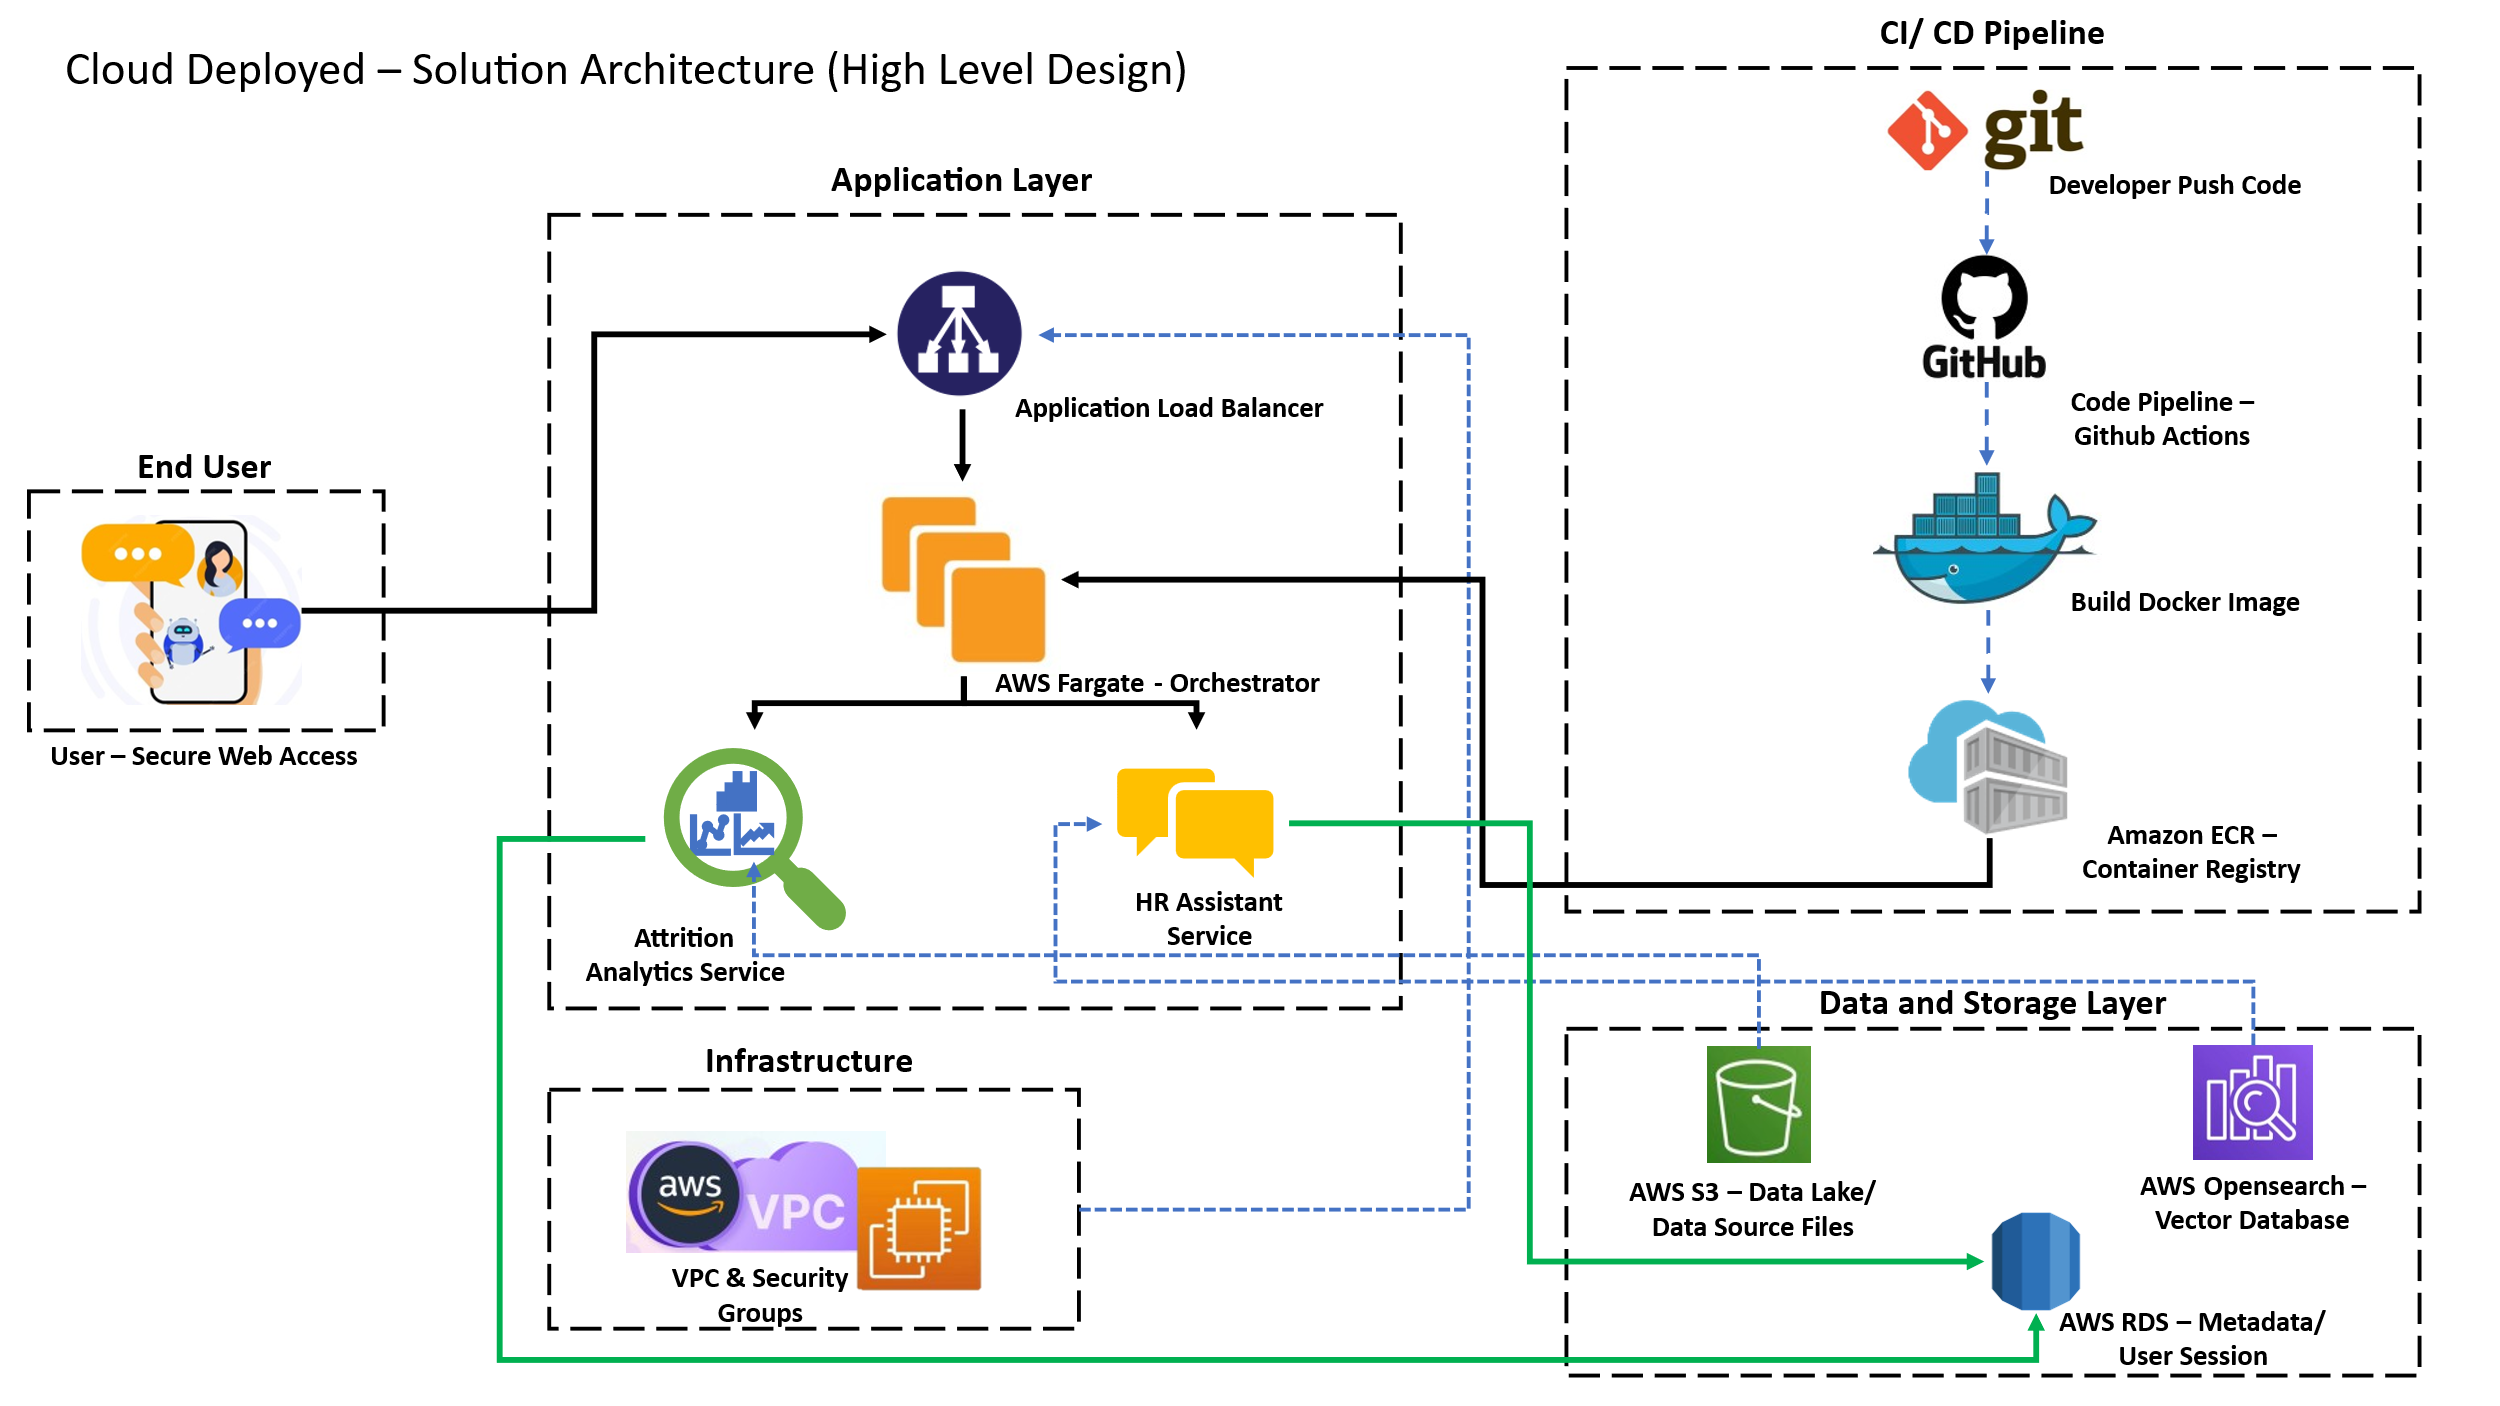 Cloud Deployed – Solution Architecture (High Level Design)
CI/ CD Pipeline
git
Developer Push Code
GitHub
Code Pipeline –
Github Actions
Build Docker Image
Amazon ECR –
Container Registry
Application Layer
Application Load Balancer
AWS Fargate - Orchestrator
Attrition
Analytics Service
HR Assistant
Service
End User
User – Secure Web Access
Infrastructure
aws
VPC
VPC & Security
Groups
Data and Storage Layer
AWS S3 – Data Lake/
Data Source Files
AWS Opensearch –
Vector Database
AWS RDS – Metadata/
User Session